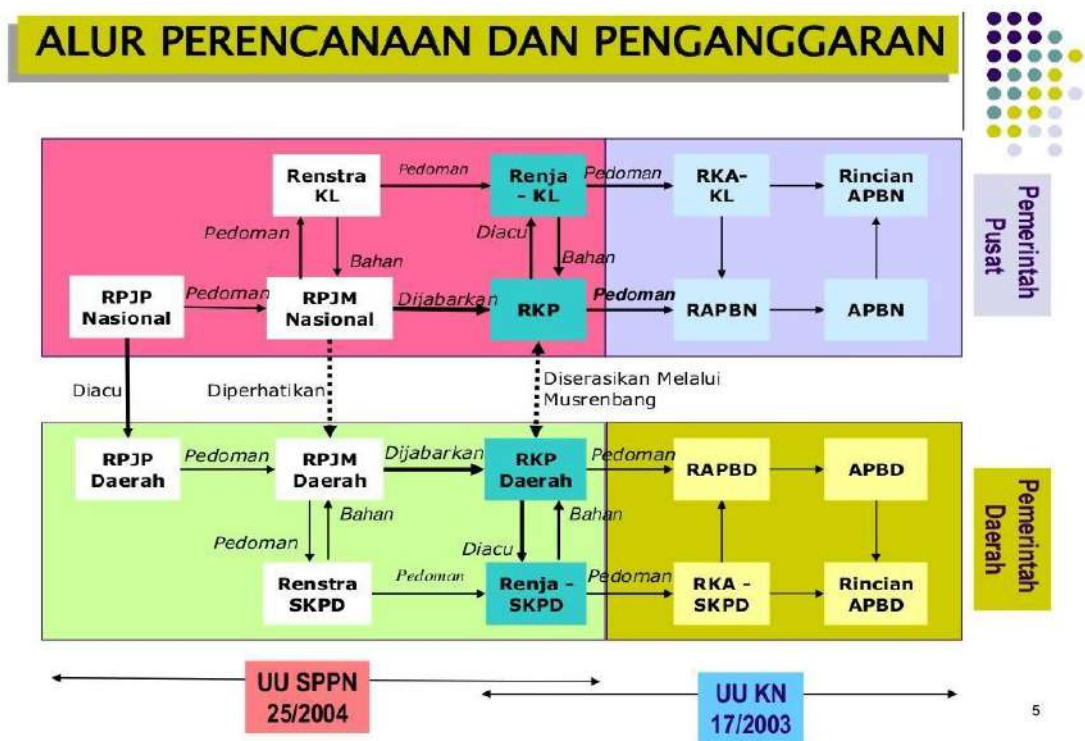 ALUR PERENCANAAN DAN PENGANGGARAN
Renstra
KL
Pedoman
Renja
- KL
Pedoman
RKA-
KL
Rincian
APBN
Pedoman
Bahan
Diacu
Bahan
RPJP
Nasional
Pedoman
RPJM
Nasional
Dijabarkan
RKP
Pedoman
RAPBN
APBN
Pemerintah
Pusat
Diacu
Diperhatikan
Diserasikan Melalui
Musrenbang
RPJP
Daerah
Pedoman
RPJM
Daerah
Dijabarkan
RKP
Daerah
Pedoman
RAPBD
APBD
Pedoman
Bahan
Diacu
Bahan
Renstra
SKPD
Pedoman
Renja -
SKPD
Pedoman
RKA -
SKPD
Rincian
APBD
Pemerintah
Daerah
UU SPPN
25/2004
UU KN
17/2003
5